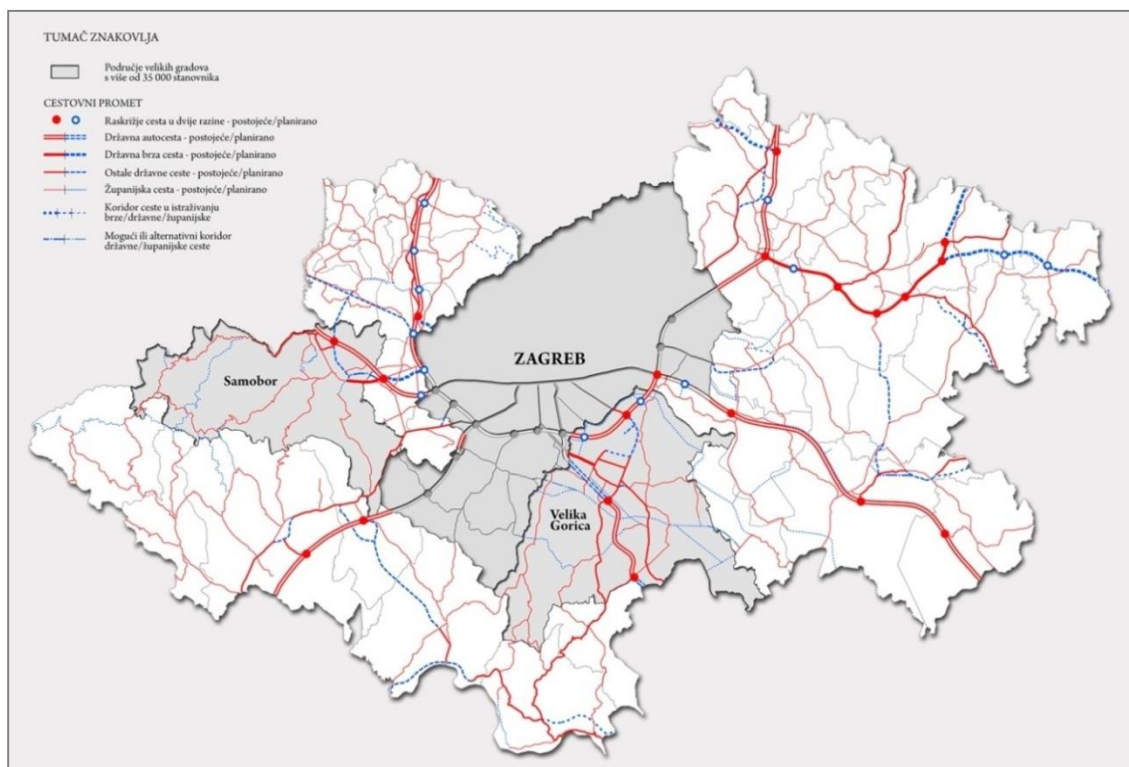 TUMAČ ZNAKOVLJA
Područje velikih gradova
s više od 35 000 stanovnika
CESTOVNI PROMET
Raskrižje cesta u dvije razine - postojeće/planirano
Državna autocesta - postojeće/planirano
Državna brza cesta - postojeće/planirano
Ostale državne ceste - postojeće/planirano
Županijska cesta - postojeće/planirano
Koridor ceste u istraživanju
brze/državne/županijske
Mogući ili alternativni koridor
državne/županijske ceste
ZAGREB
Samobor
Velika
Gorica